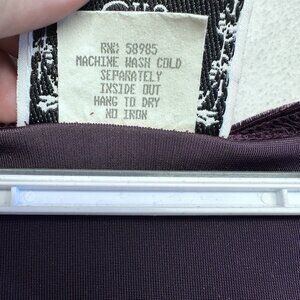 RN# 58985
MACHINE WASH COLD
SEPARATELY
INSIDE OUT
HANG TO DRY
NO IRON